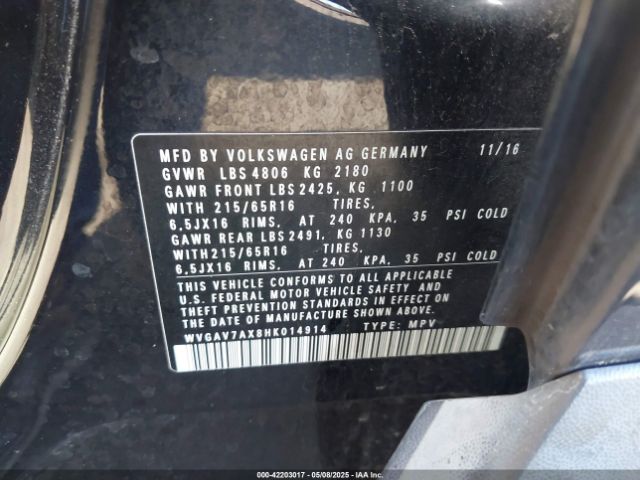 MFD BY VOLKSWAGEN AG GERMANY 11/16
GVWR LBS 4806 KG 2180
GAWR FRONT LBS 2425, KG 1100
WITH 215/65R16 TIRES,
6,5JX16 RIMS, AT 240 KPA, 35 PSI COLD
GAWR REAR LBS 2491, KG 1130
WITH215/65R16 TIRES,
6,5JX16 RIMS, AT 240 KPA, 35 PSI COLD
THIS VEHICLE CONFORMS TO ALL APPLICABLE
U.S. FEDERAL MOTOR VEHICLE SAFETY AND
THEFT PREVENTION STANDARDS IN EFFECT ON
THE DATE OF MANUFACTURE SHOWN ABOVE.
WVGAV7AX8HK014914 TYPE: MPV
000-42203017 - 05/08/2025 - IAAI.COM